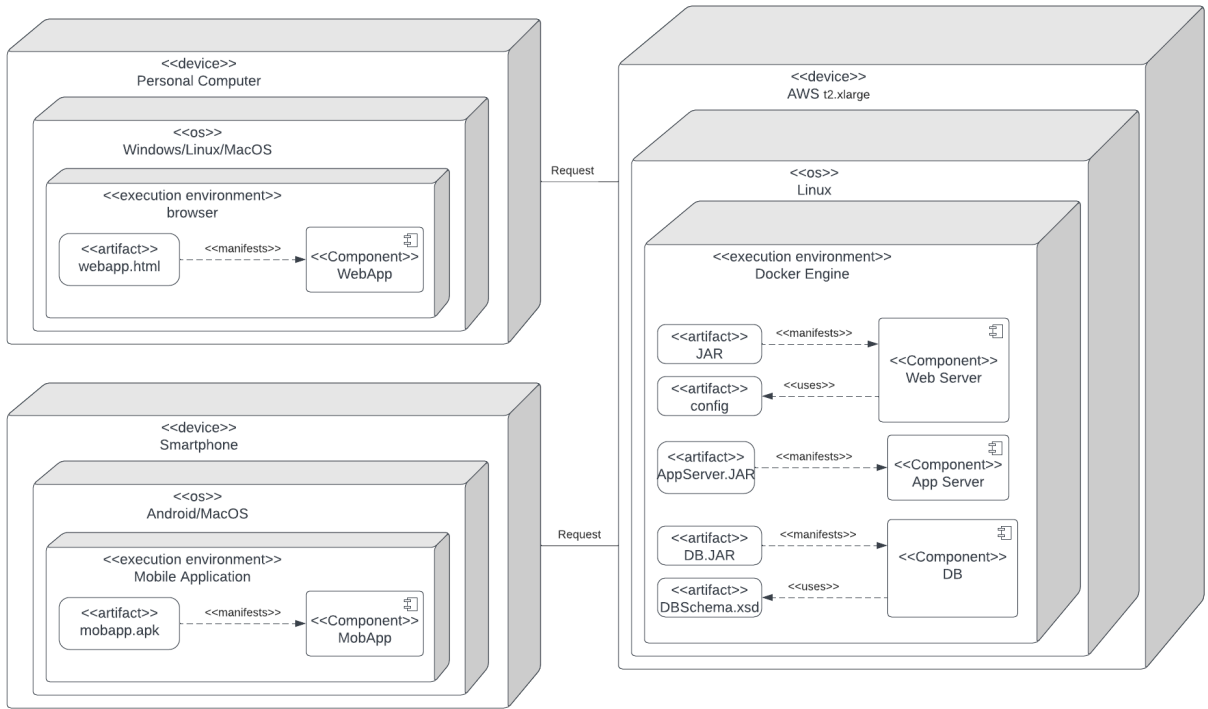 <<device>>
Personal Computer
<<os>>
Windows/Linux/MacOS
<<execution environment>>
browser
<<artifact>>
webapp.html
<<manifests>>
<<Component>>
WebApp
Request
<<device>>
Smartphone
<<os>>
Android/MacOS
<<execution environment>>
Mobile Application
<<artifact>>
mobapp.apk
<<manifests>>
<<Component>>
MobApp
Request
<<device>>
AWS t2.xlarge
<<os>>
Linux
<<execution environment>>
Docker Engine
<<artifact>>
JAR
<<manifests>>
<<Component>>
Web Server
<<artifact>>
config
<<uses>>
<<artifact>>
AppServer.JAR
<<manifests>>
<<Component>>
App Server
<<artifact>>
DB.JAR
<<manifests>>
<<Component>>
DB
<<artifact>>
DBSchema.xsd
<<uses>>